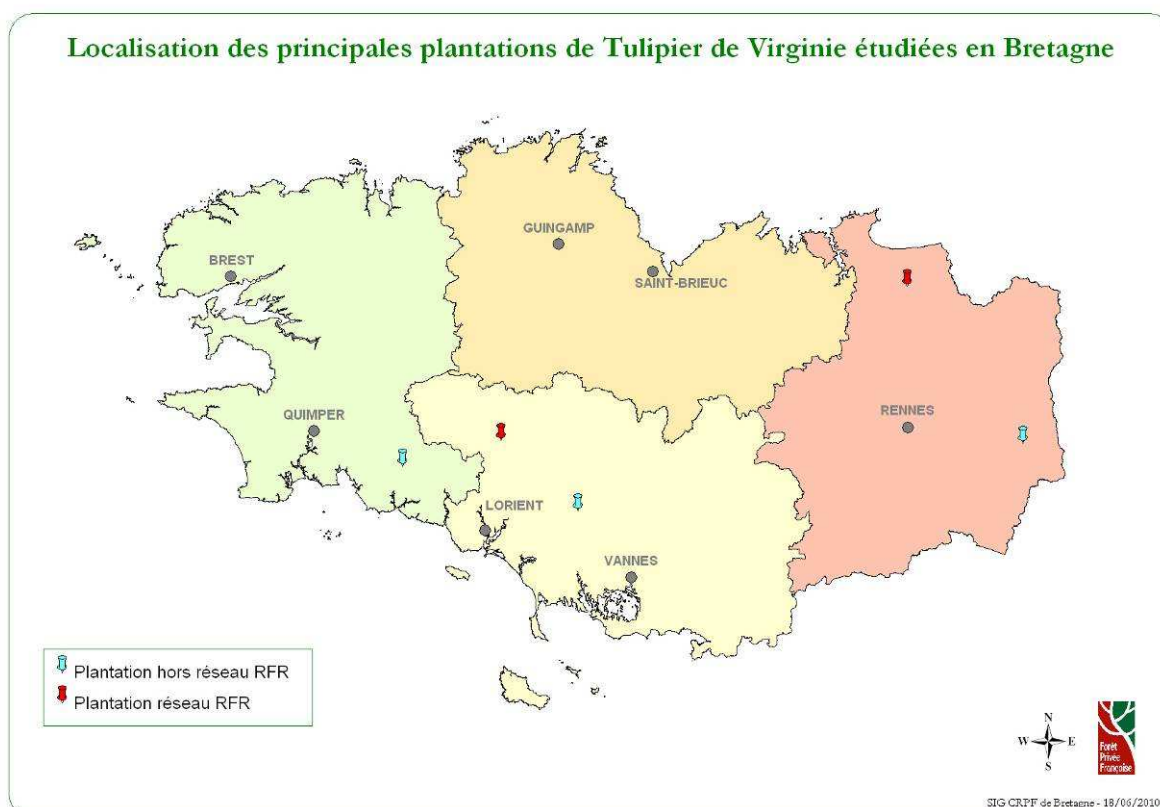 Localisation des principales plantations de Tulipier de Virginie étudiées en Bretagne
GUINGAMP
BREST
SAINT-BRIEUC
QUIMPER
RENNES
LORIENT
VANNES
Plantation hors réseau RFR
Plantation réseau RFR
N
W E
S
Forêt
Privée
Française
SIG CRPF de Bretagne - 18/06/2010